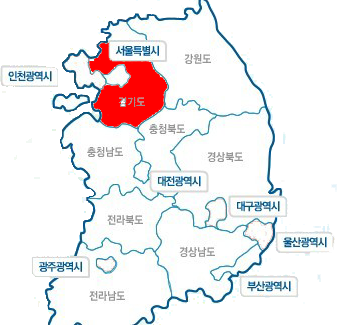 서울특별시
강원도
인천광역시
경기도
충청북도
충청남도
경상북도
대전광역시
대구광역시
전라북도
울산광역시
경상남도
광주광역시
부산광역시
전라남도